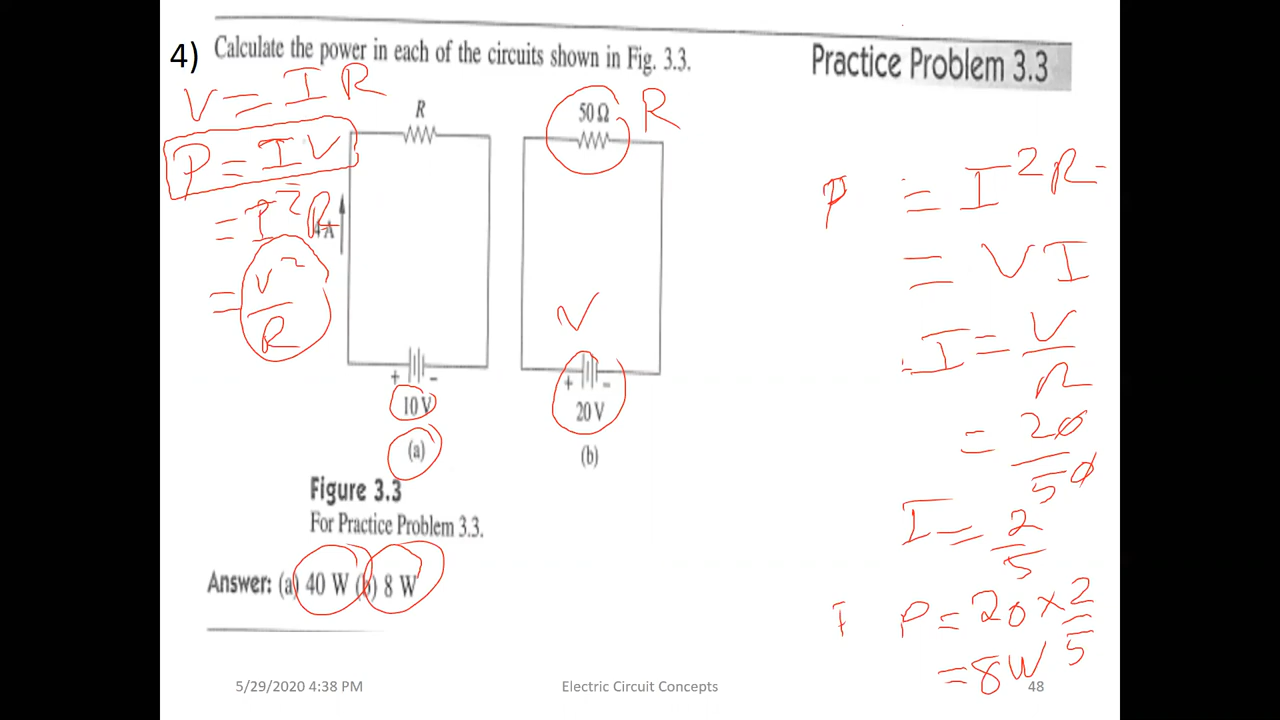 4) Calculate the power in each of the circuits shown in Fig. 3.3.
Practice Problem 3.3
V = IR
P = IV
= I²R
= V²/R
R
4A
+ -
10 V
(a)
50 Ω R
V
+ -
20 V
(b)
Figure 3.3
For Practice Problem 3.3.
Answer: (a) 40 W (b) 8 W
P = I²R
= VI
I = V/R
= 20/50
I = 2/5
P = 20 × 2/5
= 8W
5/29/2020 4:38 PM
Electric Circuit Concepts
48